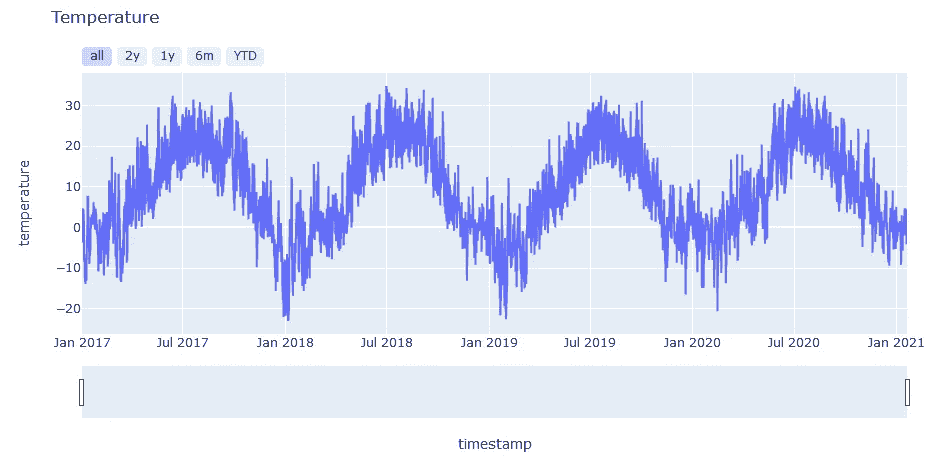 Temperature
all 2y 1y 6m YTD
30
20
10
0
−10
−20
temperature
Jan 2017 Jul 2017 Jan 2018 Jul 2018 Jan 2019 Jul 2019 Jan 2020 Jul 2020 Jan 2021
timestamp